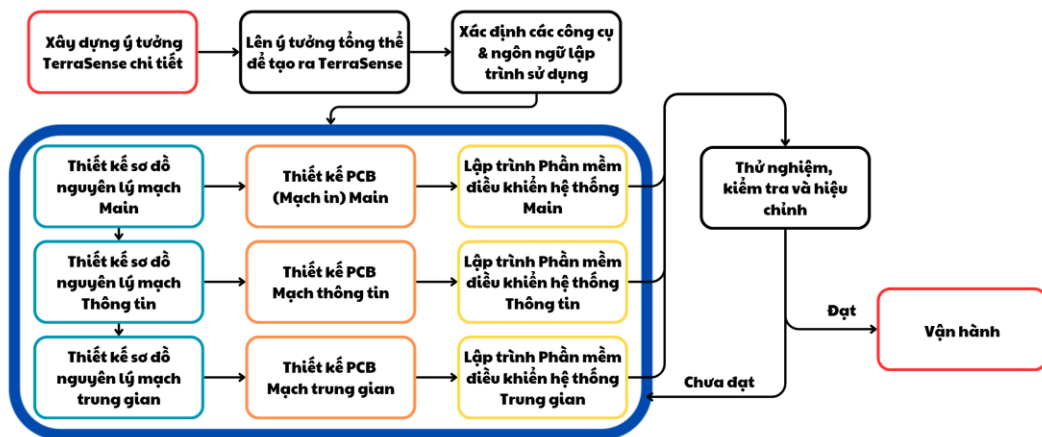 Xây dựng ý tưởng
TerraSense chi tiết
Lên ý tưởng tổng thể
để tạo ra TerraSense
Xác định các công cụ
& ngôn ngữ lập
trình sử dụng
Thiết kế sơ đồ
nguyên lý mạch
Main
Thiết kế PCB
(Mạch in) Main
Lập trình Phần mềm
điều khiển hệ thống
Main
Thiết kế sơ đồ
nguyên lý mạch
Thông tin
Thiết kế PCB
Mạch thông tin
Lập trình Phần mềm
điều khiển hệ thống
Thông tin
Thiết kế sơ đồ
nguyên lý mạch
trung gian
Thiết kế PCB
Mạch trung gian
Lập trình Phần mềm
điều khiển hệ thống
Trung gian
Thử nghiệm,
kiểm tra và hiệu
chỉnh
Đạt
Vận hành
Chưa đạt